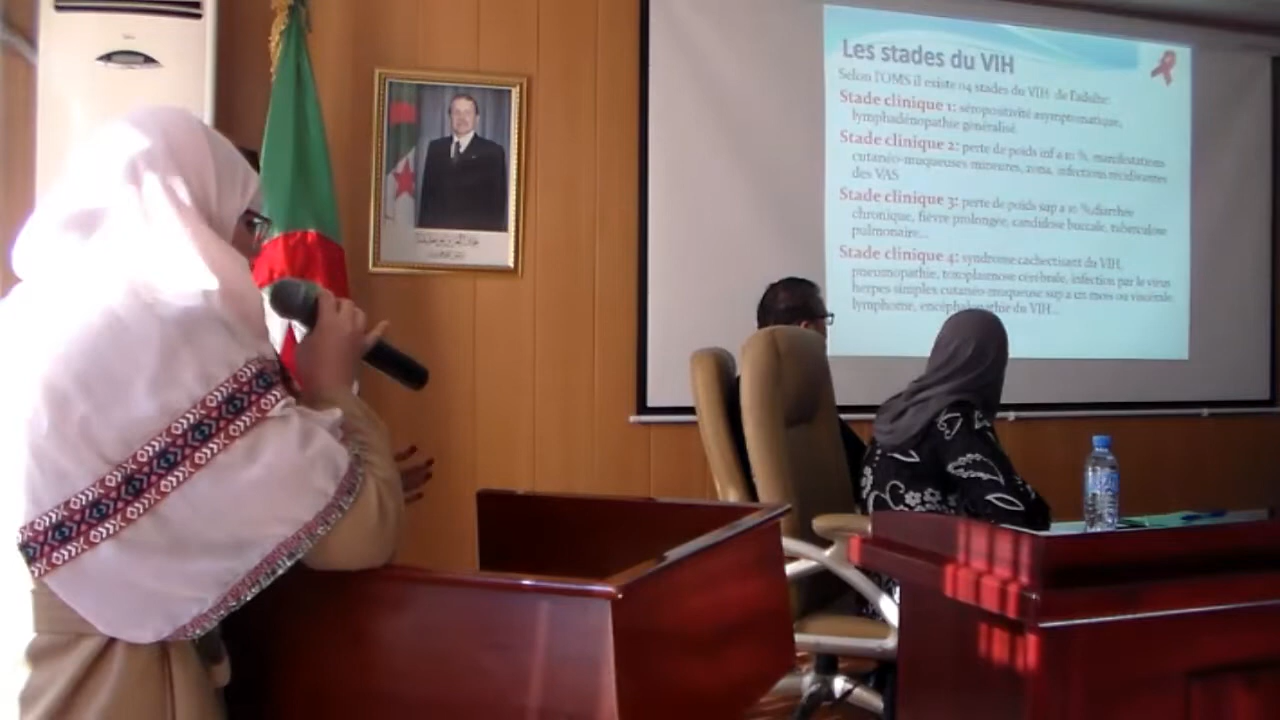 Les stades du VIH
Selon l'OMS il existe 04 stades du VIH de l'adulte:
Stade clinique 1: séropositivité asymptomatique,
lymphadénopathie généralisé.
Stade clinique 2: perte de poids inf a 10 %, manifestations
cutanéo-muqueuses mineures, zona, infections récidivantes
des VAS
Stade clinique 3: perte de poids sup a 10 %,diarrhée
chronique, fièvre prolongée, candidose buccale, tuberculose
pulmonaire...
Stade clinique 4: syndrome cachectisant du VIH,
pneumopathie, toxoplasmose cérébrale, infection par le virus
herpes simplex cutanéo-muqueuse sup a un mois ou viscérale,
lymphome, encéphalopathie du VIH...